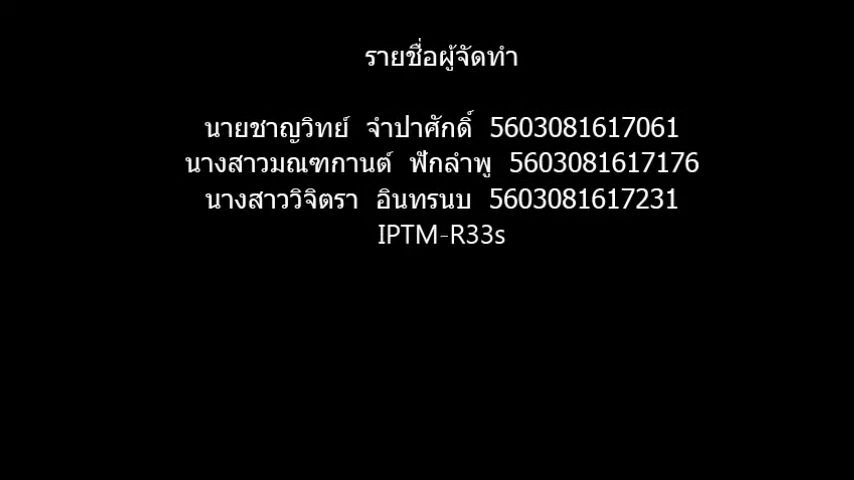 รายชื่อผู้จัดทำ
นายชาญวิทย์ จำปาศักดิ์ 5603081617061
นางสาวมณฑกานต์ ฟักลำพู 5603081617176
นางสาววิจิตรา อินทรนบ 5603081617231
IPTM-R33s